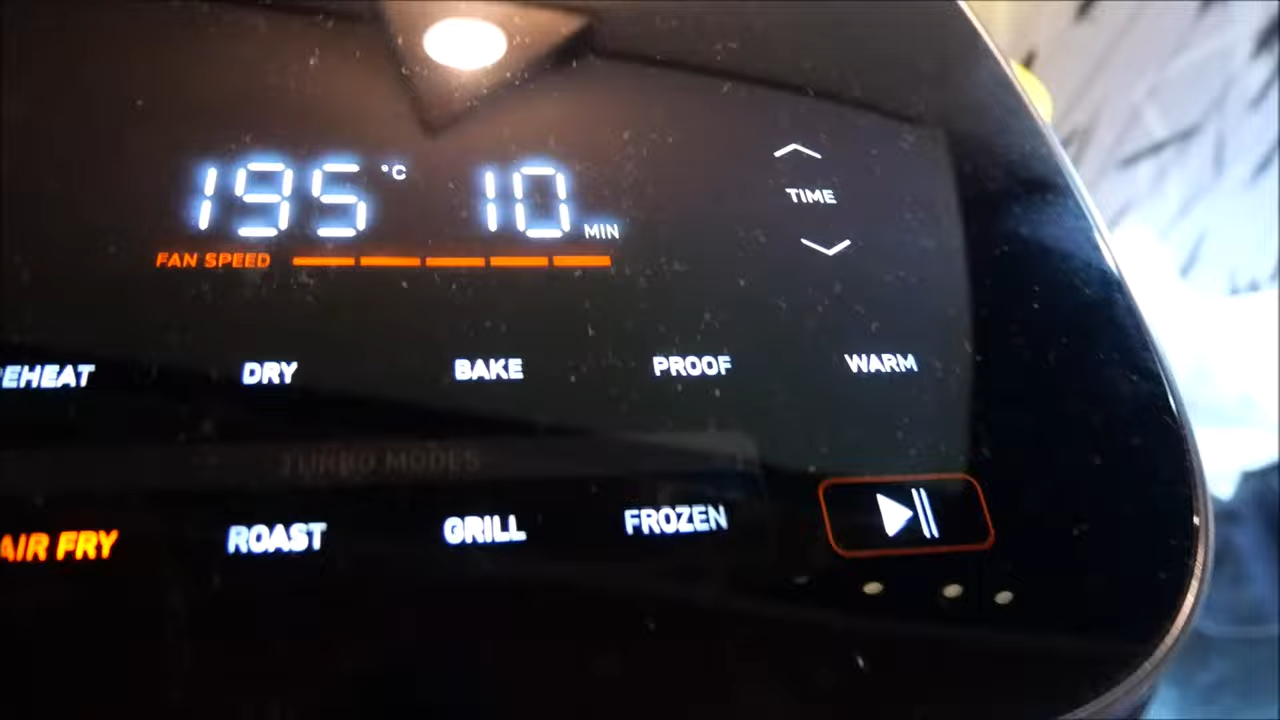 195 °C 10 MIN
TIME
FAN SPEED
EHEAT DRY BAKE PROOF WARM
TURBO MODES
AIR FRY ROAST GRILL FROZEN